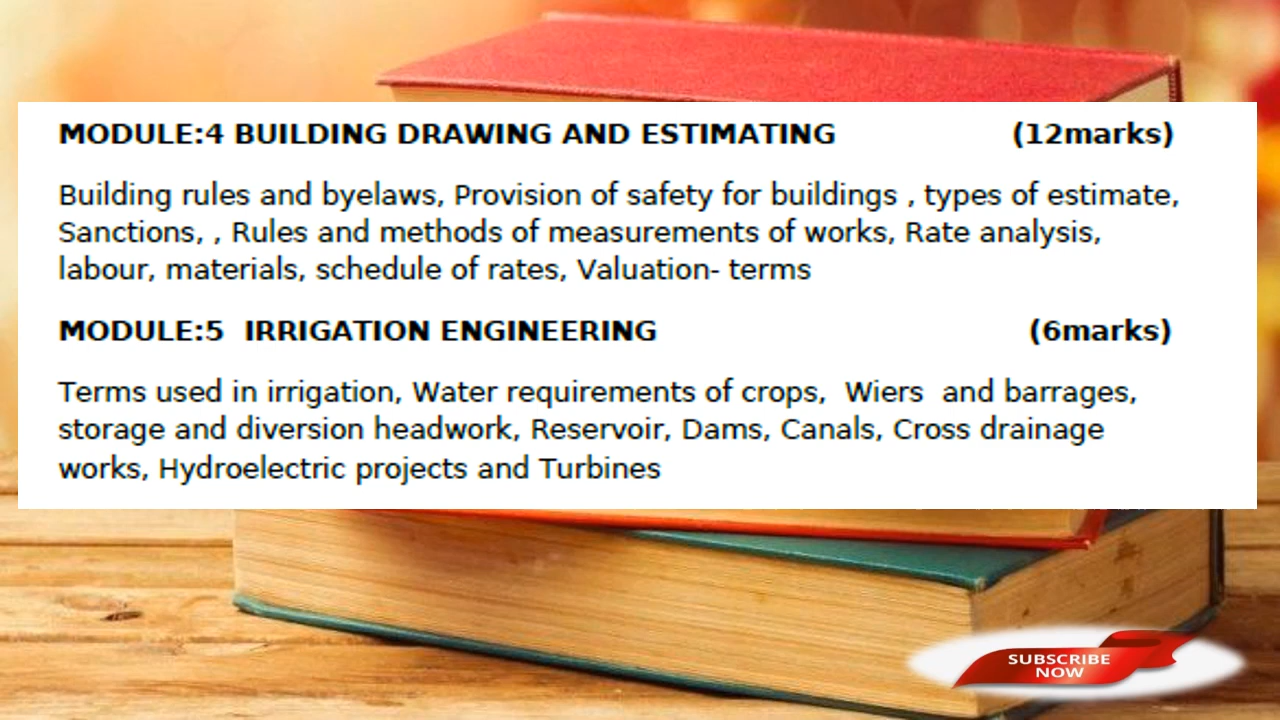 MODULE:4 BUILDING DRAWING AND ESTIMATING (12marks)
Building rules and byelaws, Provision of safety for buildings , types of estimate,
Sanctions, , Rules and methods of measurements of works, Rate analysis,
labour, materials, schedule of rates, Valuation- terms
MODULE:5  IRRIGATION ENGINEERING (6marks)
Terms used in irrigation, Water requirements of crops,  Wiers  and barrages,
storage and diversion headwork, Reservoir, Dams, Canals, Cross drainage
works, Hydroelectric projects and Turbines
SUBSCRIBE
NOW